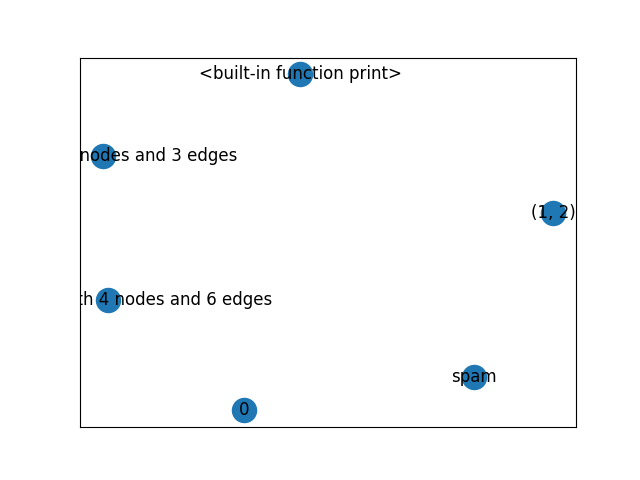 <built-in function print>
nodes and 3 edges
(1, 2)
th 4 nodes and 6 edges
spam
0